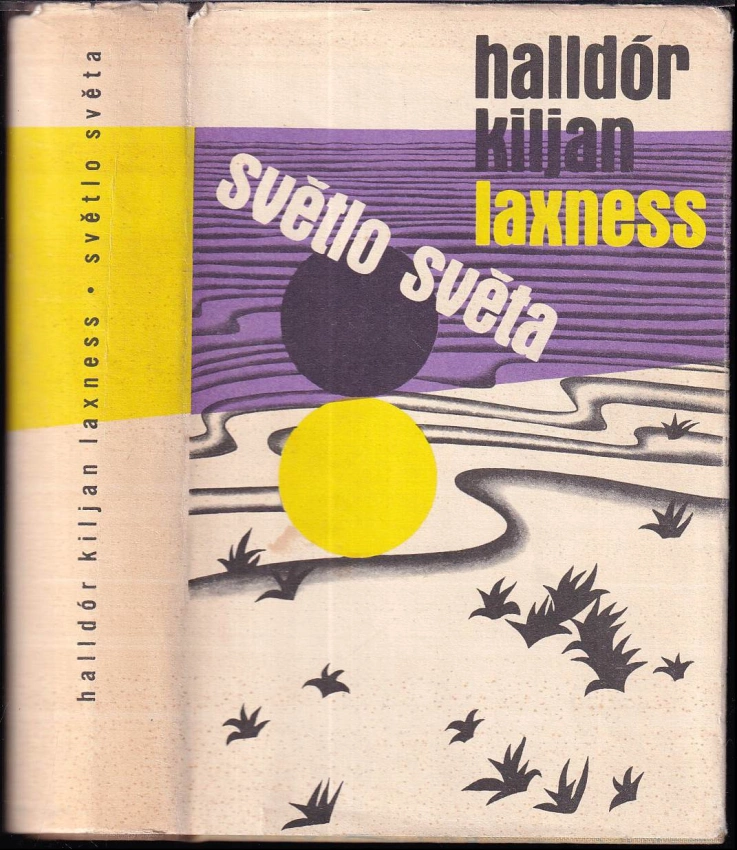 halldór
kiljan
laxness
světlo světa
halldór kiljan laxness • světlo světa